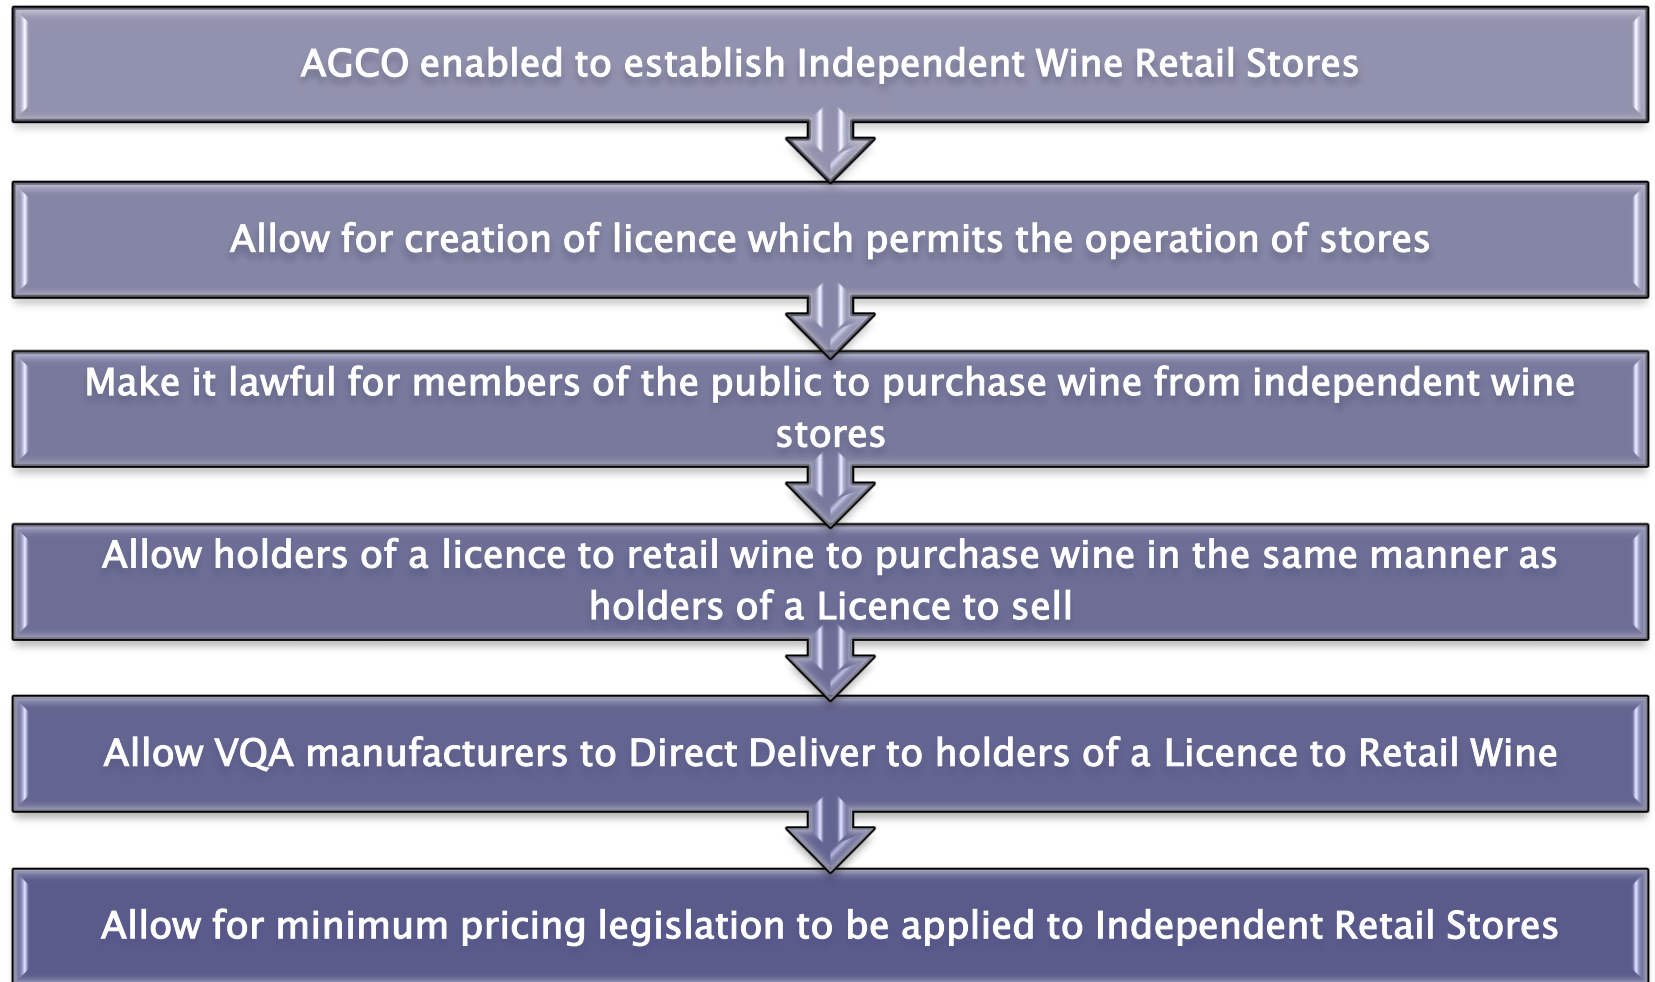 AGCO enabled to establish Independent Wine Retail Stores
Allow for creation of licence which permits the operation of stores
Make it lawful for members of the public to purchase wine from independent wine
stores
Allow holders of a licence to retail wine to purchase wine in the same manner as
holders of a Licence to sell
Allow VQA manufacturers to Direct Deliver to holders of a Licence to Retail Wine
Allow for minimum pricing legislation to be applied to Independent Retail Stores